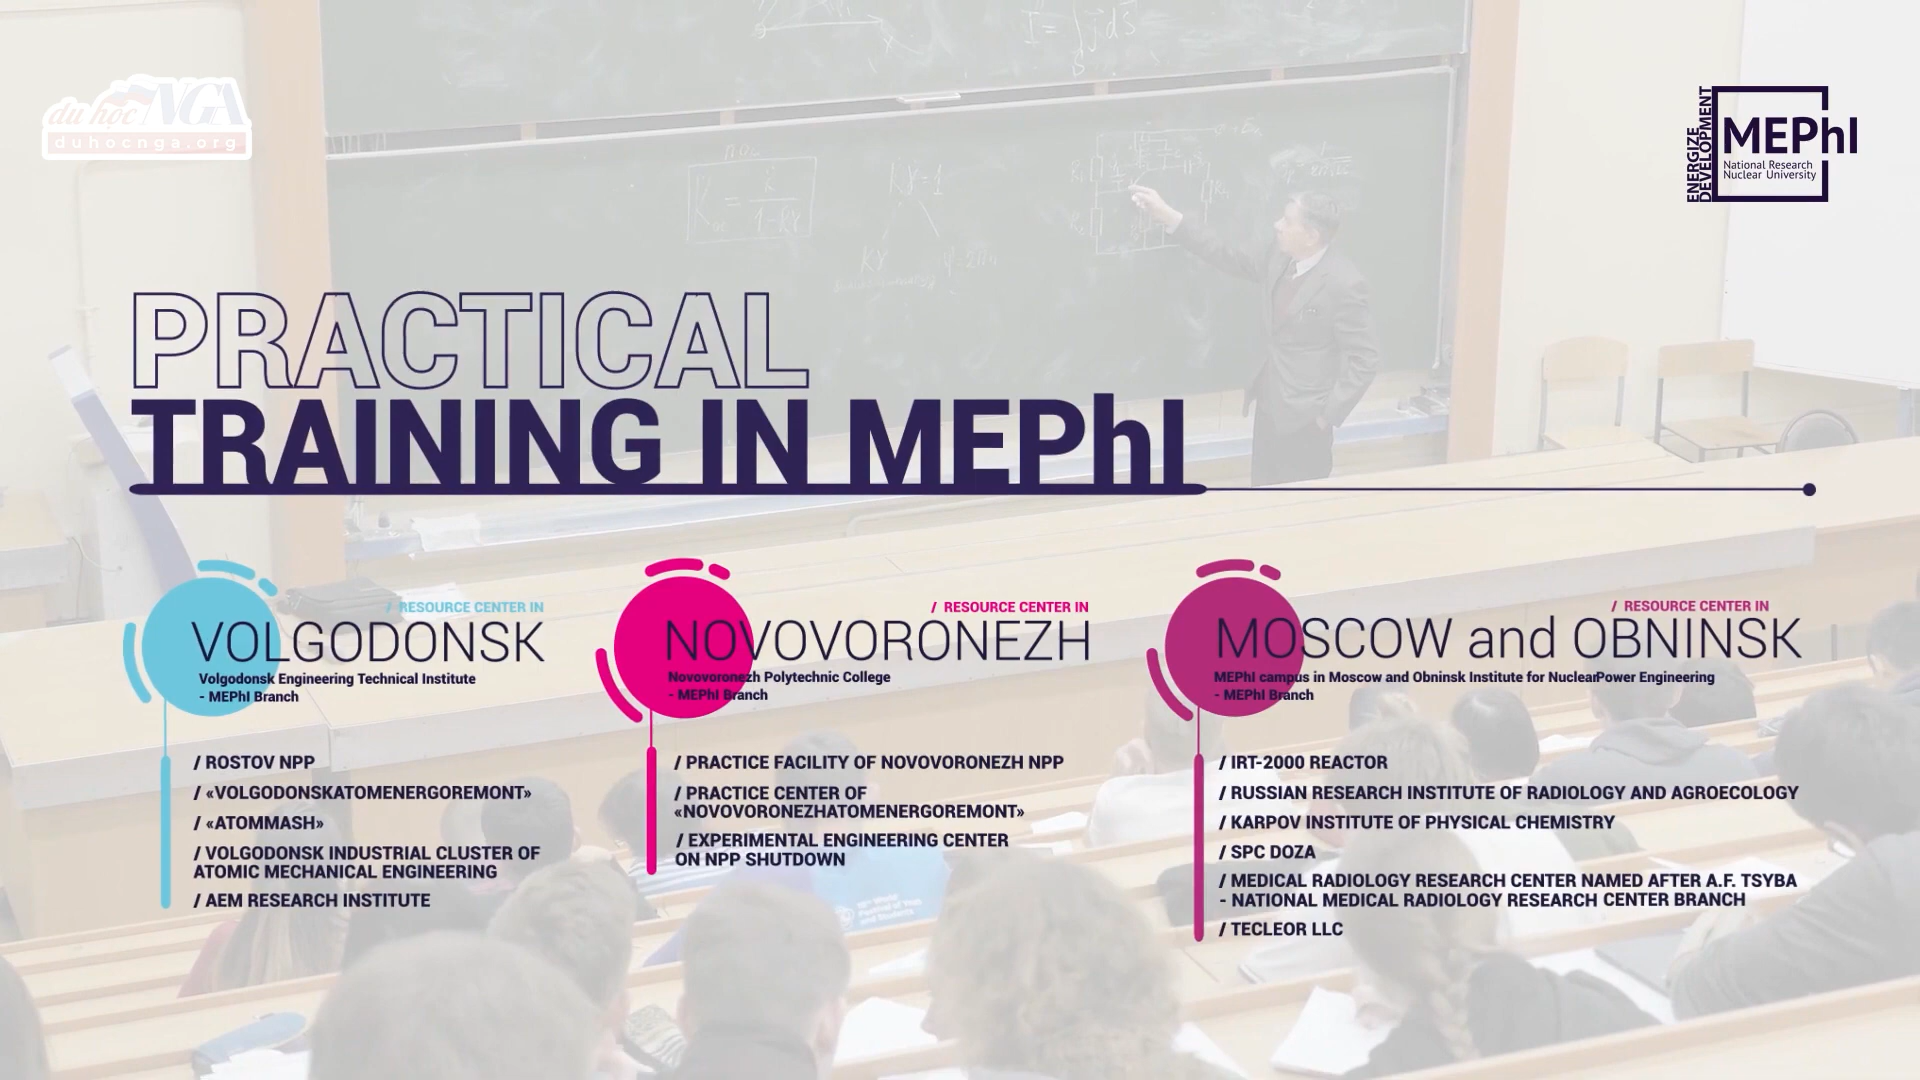 du học NGA
duhocnga.org
ENERGIZE
DEVELOPMENT
MEPhI
National Research
Nuclear University
PRACTICAL
TRAINING IN MEPhI
/ RESOURCE CENTER IN
VOLGODONSK
Volgodonsk Engineering Technical Institute
- MEPhI Branch
/ ROSTOV NPP
/ «VOLGODONSKATOMENERGOREMONT»
/ «ATOMMASH»
/ VOLGODONSK INDUSTRIAL CLUSTER OF
ATOMIC MECHANICAL ENGINEERING
/ AEM RESEARCH INSTITUTE
/ RESOURCE CENTER IN
NOVOVORONEZH
Novovoronezh Polytechnic College
- MEPhI Branch
/ PRACTICE FACILITY OF NOVOVORONEZH NPP
/ PRACTICE CENTER OF
«NOVOVORONEZHATOMENERGOREMONT»
/ EXPERIMENTAL ENGINEERING CENTER
ON NPP SHUTDOWN
/ RESOURCE CENTER IN
MOSCOW and OBNINSK
MEPhI campus in Moscow and Obninsk Institute for NuclearPower Engineering
- MEPhI Branch
/ IRT-2000 REACTOR
/ RUSSIAN RESEARCH INSTITUTE OF RADIOLOGY AND AGROECOLOGY
/ KARPOV INSTITUTE OF PHYSICAL CHEMISTRY
/ SPC DOZA
/ MEDICAL RADIOLOGY RESEARCH CENTER NAMED AFTER A.F. TSYBA
- NATIONAL MEDICAL RADIOLOGY RESEARCH CENTER BRANCH
/ TECLEOR LLC